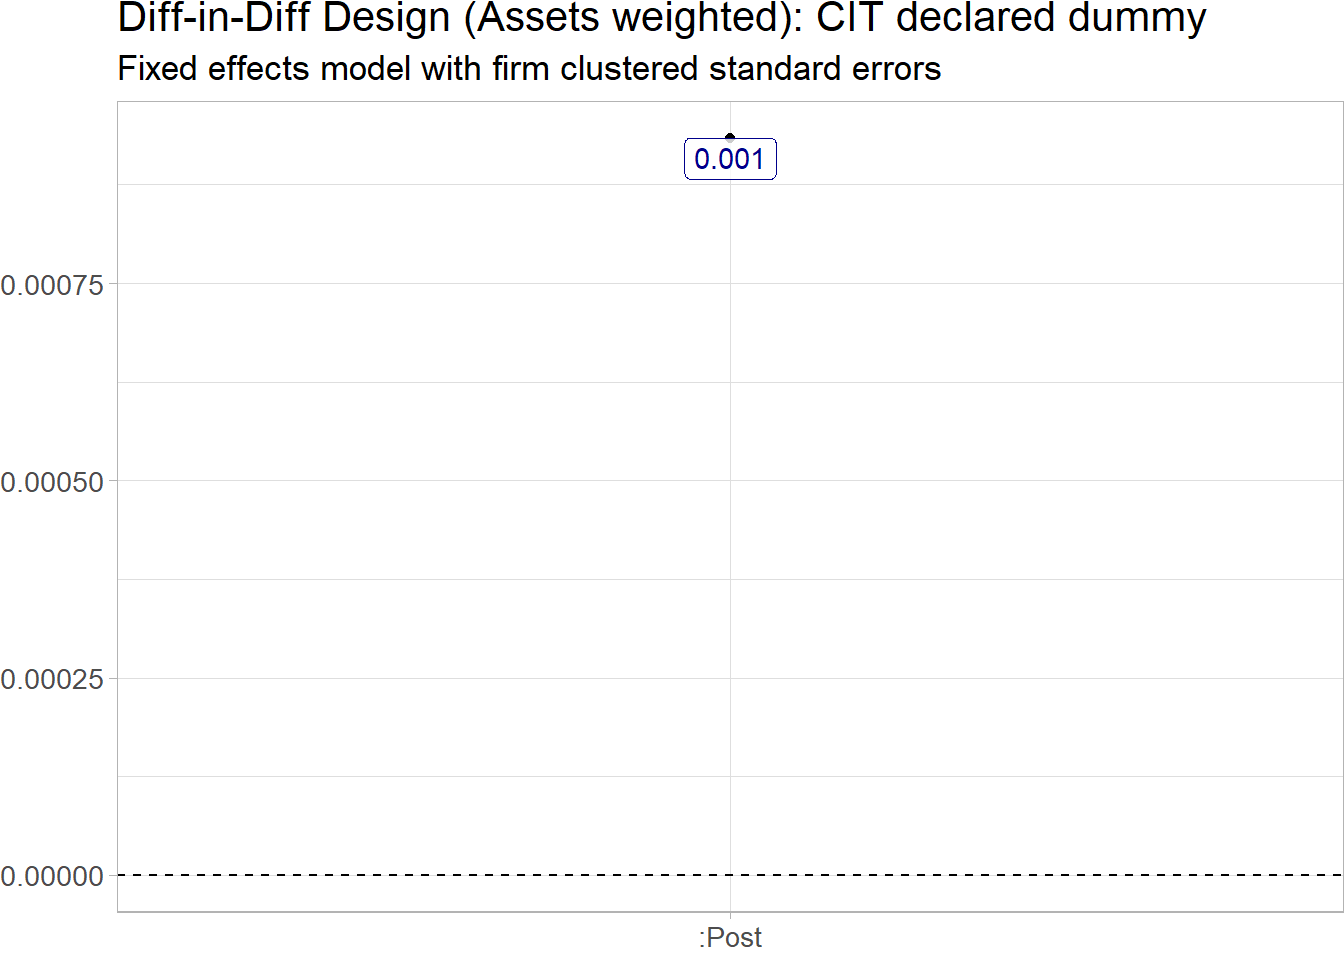 Diff-in-Diff Design (Assets weighted): CIT declared dummy
Fixed effects model with firm clustered standard errors
0.001
0.00075
0.00050
0.00025
0.00000
:Post